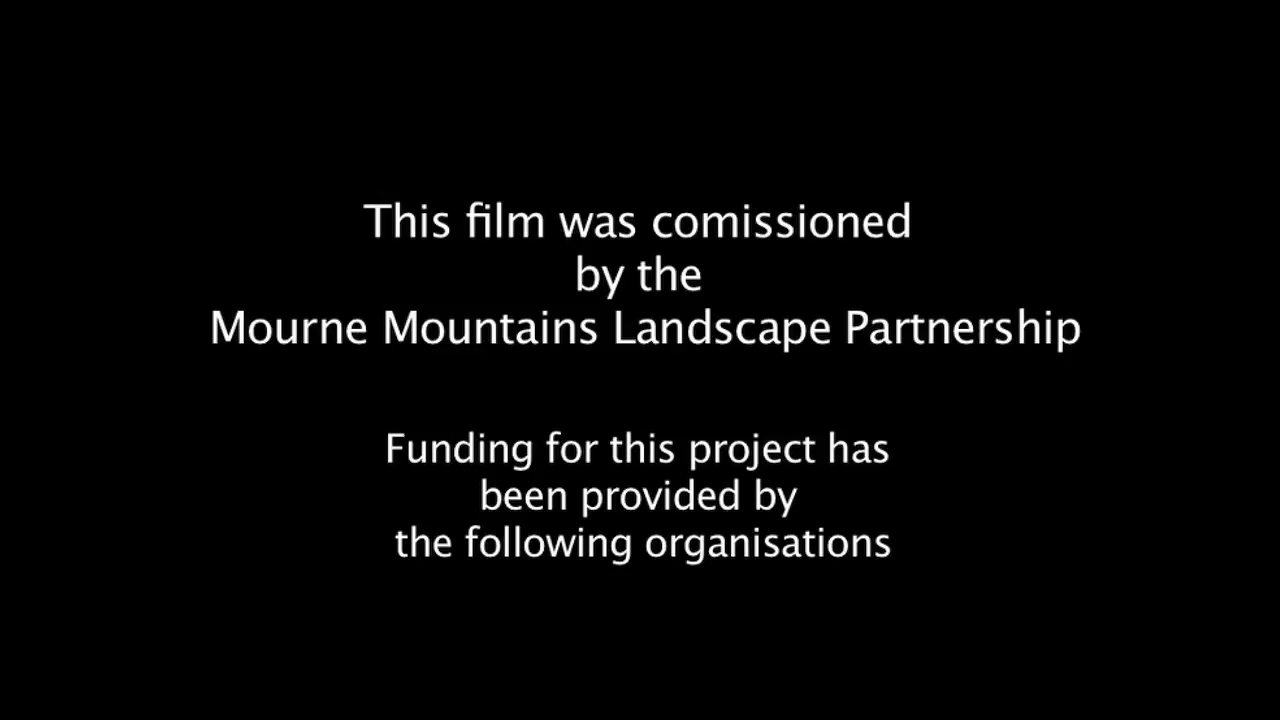 This film was comissioned
by the
Mourne Mountains Landscape Partnership
Funding for this project has
been provided by
the following organisations